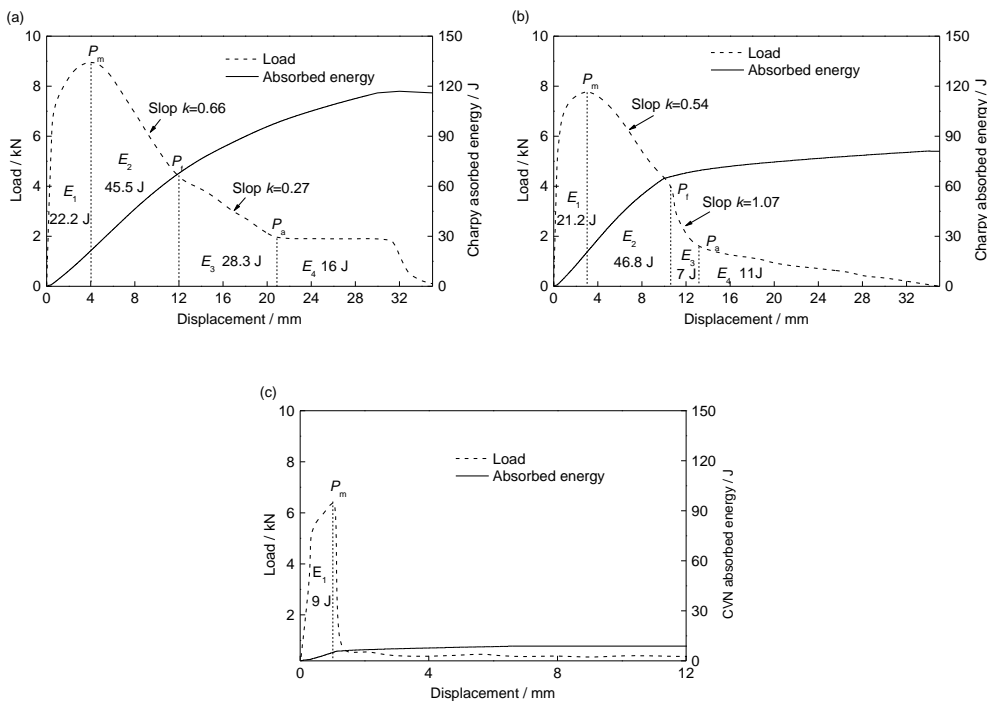 (a)
10
8
6
4
2
0
Load / kN
0 4 8 12 16 20 24 28 32
Displacement / mm
150
120
90
60
30
0
Charpy asorbed energy / J
Load
Absorbed energy
Pm
Slop k=0.66
Pf
Slop k=0.27
Pa
E1
22.2 J
E2
45.5 J
E3 28.3 J
E4 16 J
(b)
10
8
6
4
2
0
Load / kN
0 4 8 12 16 20 24 28 32
Displacement / mm
150
120
90
60
30
0
Charpy absorbed energy / J
Load
Absorbed energy
Pm
Slop k=0.54
Pf
Slop k=1.07
Pa
E1
21.2 J
E2
46.8 J
E3
7 J
E4 11J
(c)
10
8
6
4
2
Load / kN
0 4 8 12
Displacement / mm
150
120
90
60
30
0
CVN absorbed energy / J
Load
Absorbed energy
Pm
E1
9 J